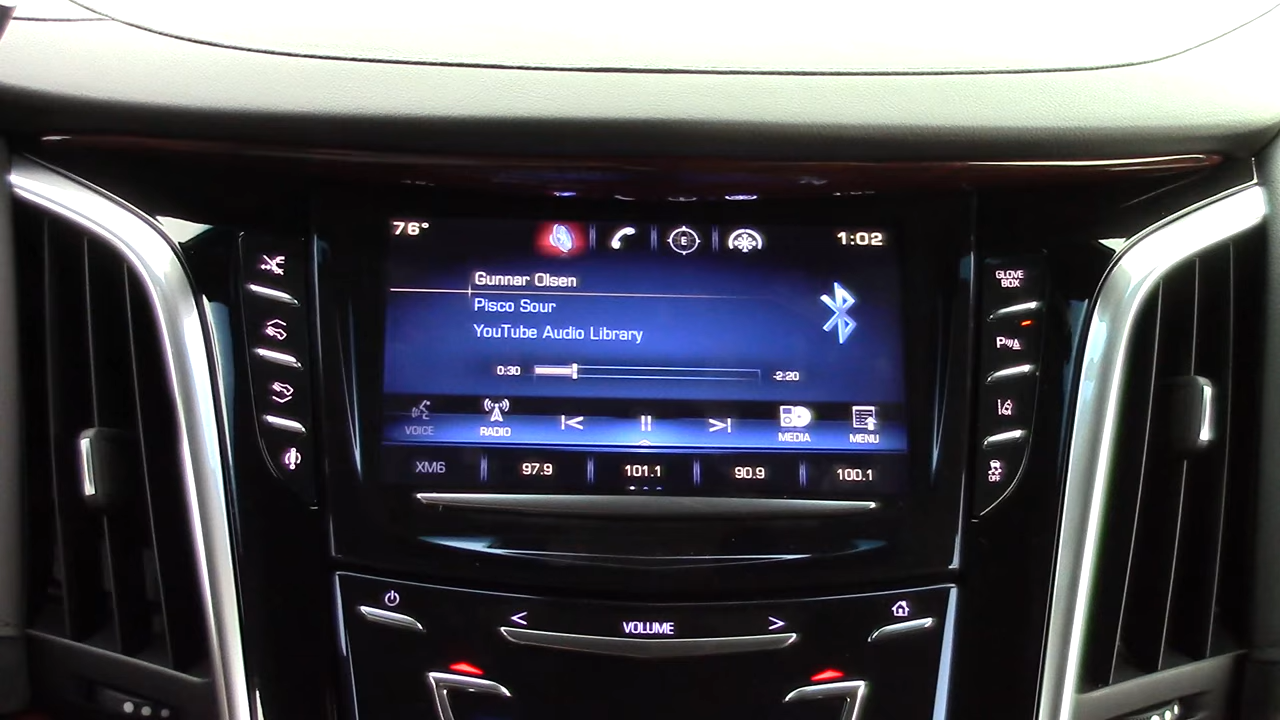 76°
E
1:02
Gunnar Olsen
Pisco Sour
YouTube Audio Library
0:30
-2:20
VOICE
RADIO
MEDIA
MENU
XM6
97.9
101.1
90.9
100.1
GLOVE
BOX
P
OFF
< VOLUME >